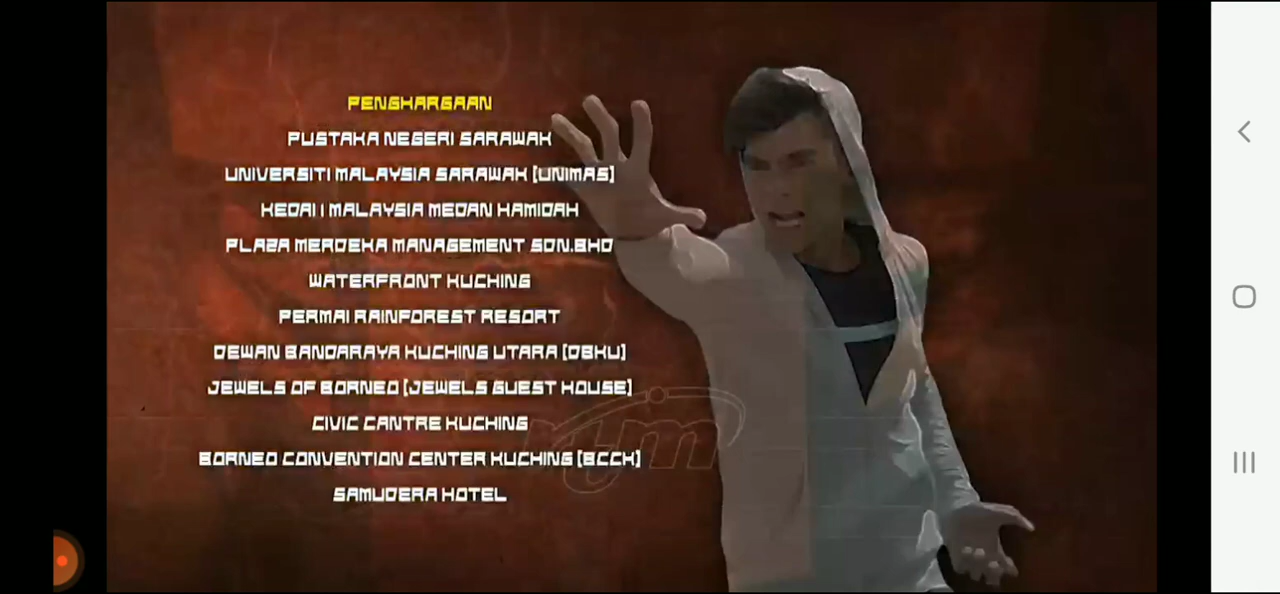 PENGHARGAAN
PUSTAKA NEGERI SARAWAK
UNIVERSITI MALAYSIA SARAWAK [UNIMAS]
KEDAI 1 MALAYSIA MEDAN HAMIDAH
PLAZA MERDEKA MANAGEMENT SDN.BHD
WATERFRONT KUCHING
PERMAI RAINFOREST RESORT
DEWAN BANDARAYA KUCHING UTARA [DBKU]
JEWELS OF BORNEO [JEWELS GUEST HOUSE]
rtm
CIVIC CANTRE KUCHING
BORNEO CONVENTION CENTER KUCHING [BCCK]
SAMUDERA HOTEL